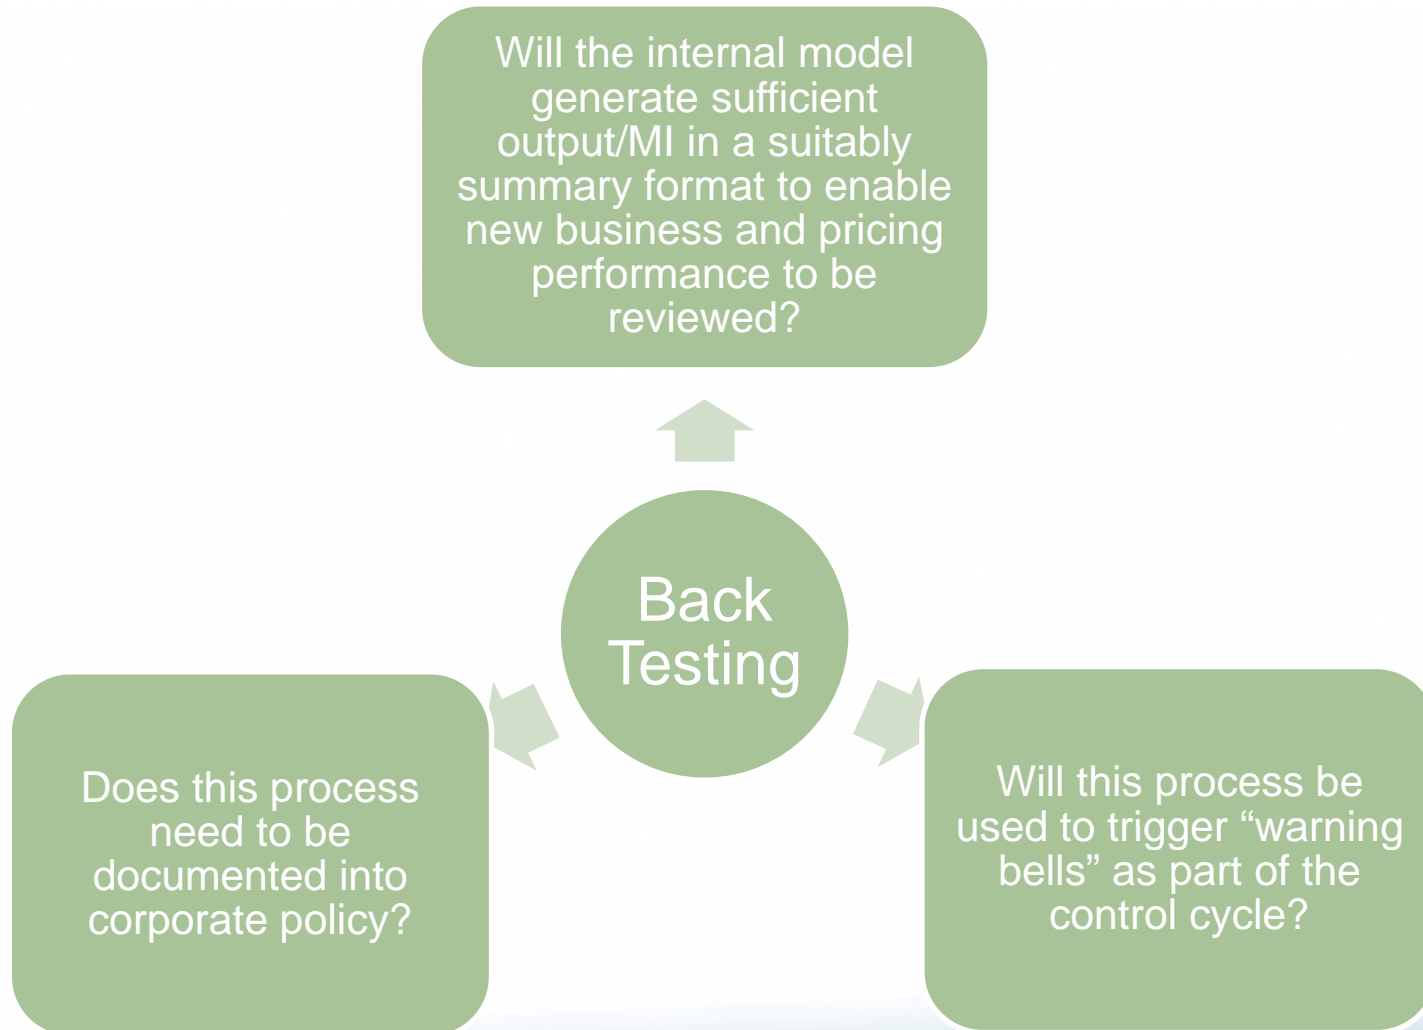 Will the internal model
generate sufficient
output/MI in a suitably
summary format to enable
new business and pricing
performance to be
reviewed?
Back
Testing
Does this process
need to be
documented into
corporate policy?
Will this process be
used to trigger “warning
bells” as part of the
control cycle?